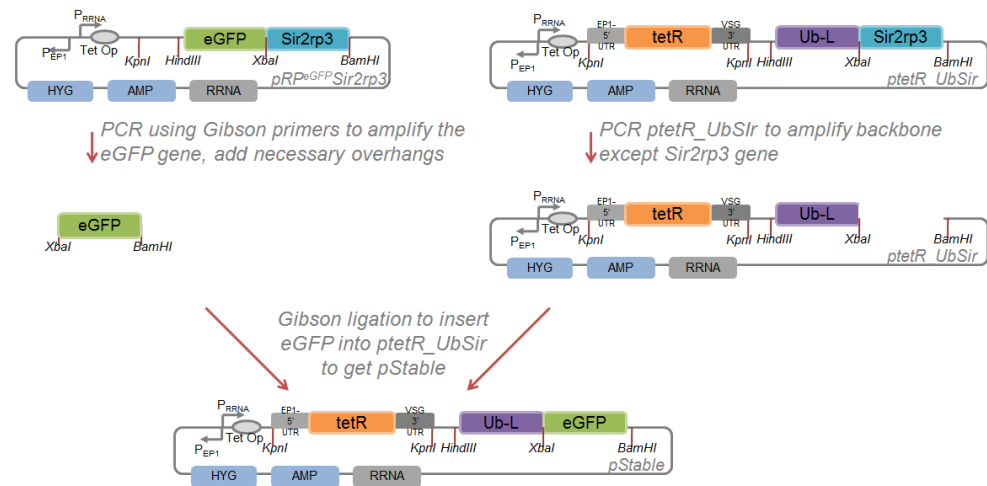 PRRNA
PEP1
Tet Op
KpnI
HindIII
eGFP
XbaI
Sir2rp3
BamHI
pRPeGFPSir2rp3
HYG
AMP
RRNA
PRRNA
PEP1
Tet Op
EP1-
5'
UTR
KpnI
tetR
VSG
3'
UTR
KpnI
HindIII
Ub-L
XbaI
Sir2rp3
BamHI
ptetR_UbSir
HYG
AMP
RRNA
PCR using Gibson primers to amplify the
eGFP gene, add necessary overhangs
PCR ptetR_UbSIr to amplify backbone
except Sir2rp3 gene
eGFP
XbaI
BamHI
PRRNA
PEP1
Tet Op
EP1-
5'
UTR
KpnI
tetR
VSG
3'
UTR
KpnI
HindIII
Ub-L
XbaI
BamHI
ptetR_UbSir
HYG
AMP
RRNA
Gibson ligation to insert
eGFP into ptetR_UbSir
to get pStable
PRRNA
PEP1
Tet Op
EP1-
5'
UTR
KpnI
tetR
VSG
3'
UTR
KpnI
HindIII
Ub-L
XbaI
eGFP
BamHI
pStable
HYG
AMP
RRNA